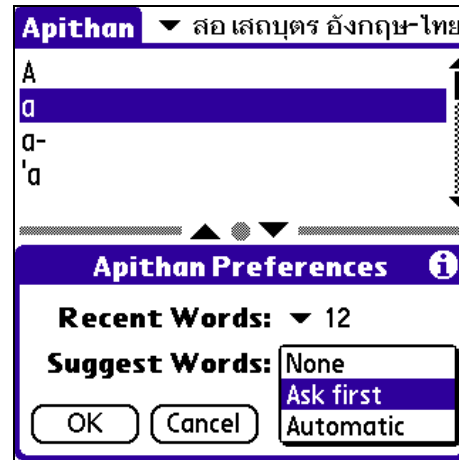 Apithan ▼ สอ เสถบุตร อังกฤษ-ไทย
A
a
a-
'a
Apithan Preferences i
Recent Words: ▼ 12
Suggest Words: None
Ask first
OK Cancel Automatic